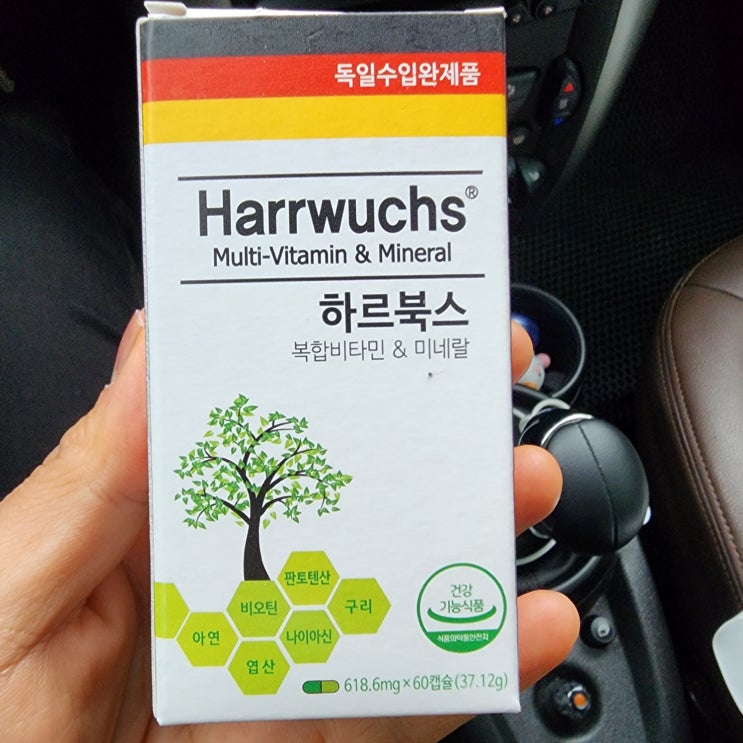 독일수입완제품
Harrwuchs®
Multi-Vitamin & Mineral
하르북스
복합비타민 & 미네랄
판토텐산
비오틴
구리
아연
나이아신
엽산
건강
기능식품
식품의약품안전처
618.6mg×60캡슐(37.12g)